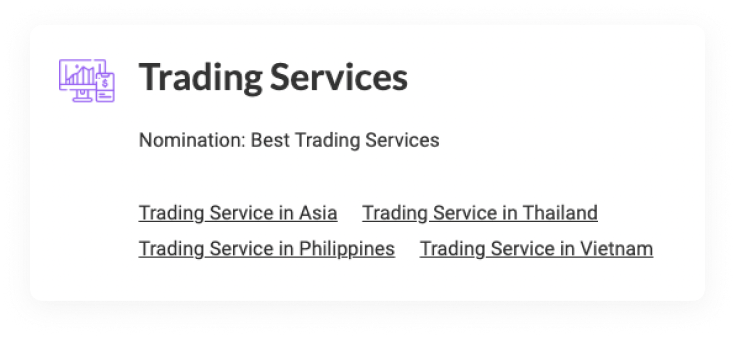 Trading Services
Nomination: Best Trading Services
Trading Service in Asia Trading Service in Thailand
Trading Service in Philippines Trading Service in Vietnam